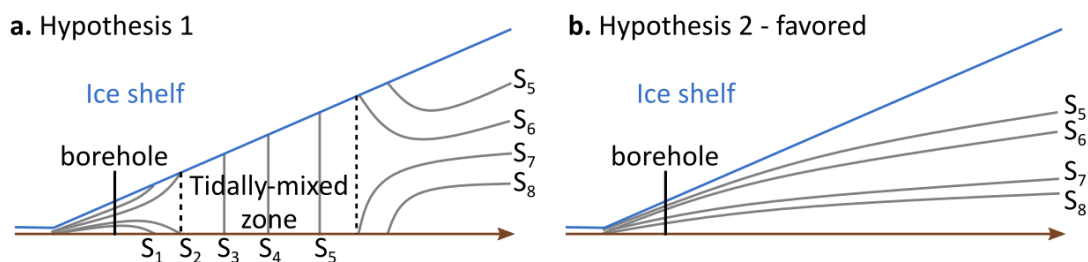 a. Hypothesis 1
Ice shelf
borehole
Tidally-mixed
zone
S5
S6
S7
S8
S1 S2 S3 S4 S5
b. Hypothesis 2 - favored
Ice shelf
borehole
S5
S6
S7
S8